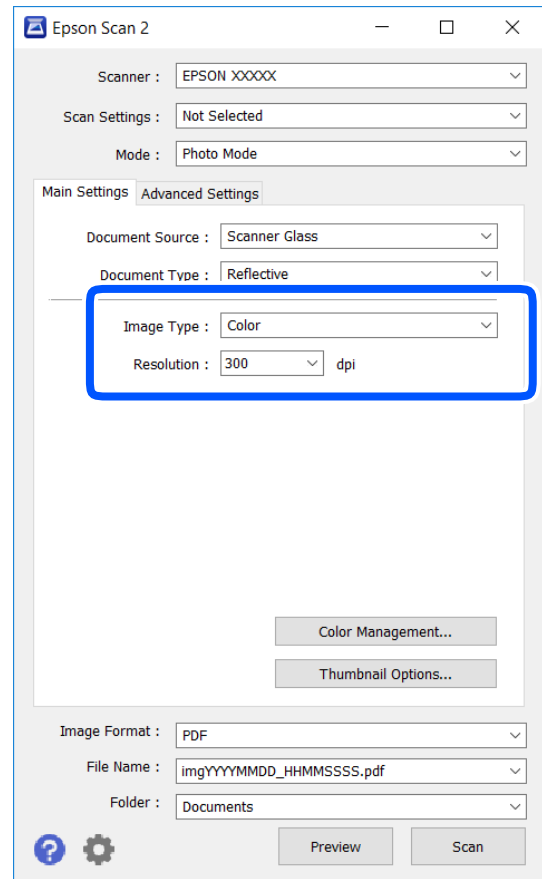 Epson Scan 2
Scanner : EPSON XXXXX
Scan Settings : Not Selected
Mode : Photo Mode
Main Settings Advanced Settings
Document Source : Scanner Glass
Document Type : Reflective
Image Type : Color
Resolution : 300 dpi
Color Management...
Thumbnail Options...
Image Format : PDF
File Name : imgYYYYMMDD_HHMMSSSS.pdf
Folder : Documents
? Preview Scan